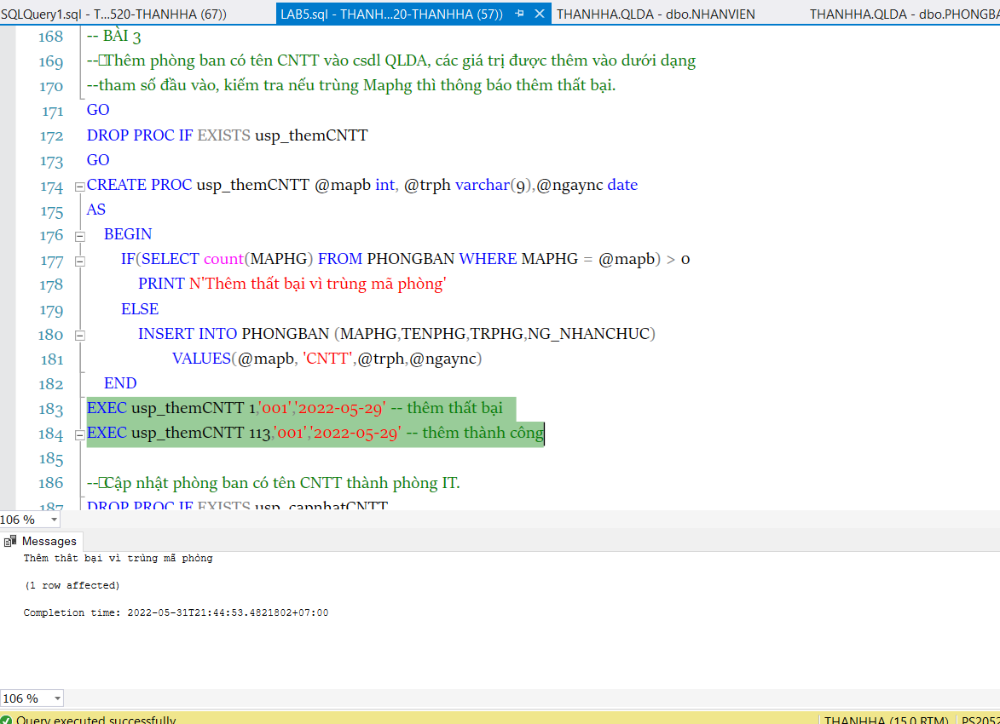 SQLQuery1.sql - T...520-THANHHA (67)) LAB5.sql - THANH...20-THANHHA (57)) THANHHA.QLDA - dbo.NHANVIEN THANHHA.QLDA - dbo.PHONGBA
168 -- BÀI 3
169 --Thêm phòng ban có tên CNTT vào csdl QLDA, các giá trị được thêm vào dưới dạng
170 --tham số đầu vào, kiếm tra nếu trùng Maphg thì thông báo thêm thất bại.
171 GO
172 DROP PROC IF EXISTS usp_themCNTT
173 GO
174 CREATE PROC usp_themCNTT @mapb int, @trph varchar(9),@ngaync date
175 AS
176 BEGIN
177 IF(SELECT count(MAPHG) FROM PHONGBAN WHERE MAPHG = @mapb) > 0
178 PRINT N'Thêm thất bại vì trùng mã phòng'
179 ELSE
180 INSERT INTO PHONGBAN (MAPHG,TENPHG,TRPHG,NG_NHANCHUC)
181 VALUES(@mapb, 'CNTT',@trph,@ngaync)
182 END
183 EXEC usp_themCNTT 1,'001','2022-05-29' -- thêm thất bại
184 EXEC usp_themCNTT 113,'001','2022-05-29' -- thêm thành công
185
186 --Cập nhật phòng ban có tên CNTT thành phòng IT.
187 DROP PROC IF EXISTS usp_capnhatCNTT
106 %
Messages
Thêm thất bại vì trùng mã phòng
(1 row affected)
Completion time: 2022-05-31T21:44:53.4821802+07:00
106 %
Query executed successfully THANHHA (15.0 RTM) PS2052